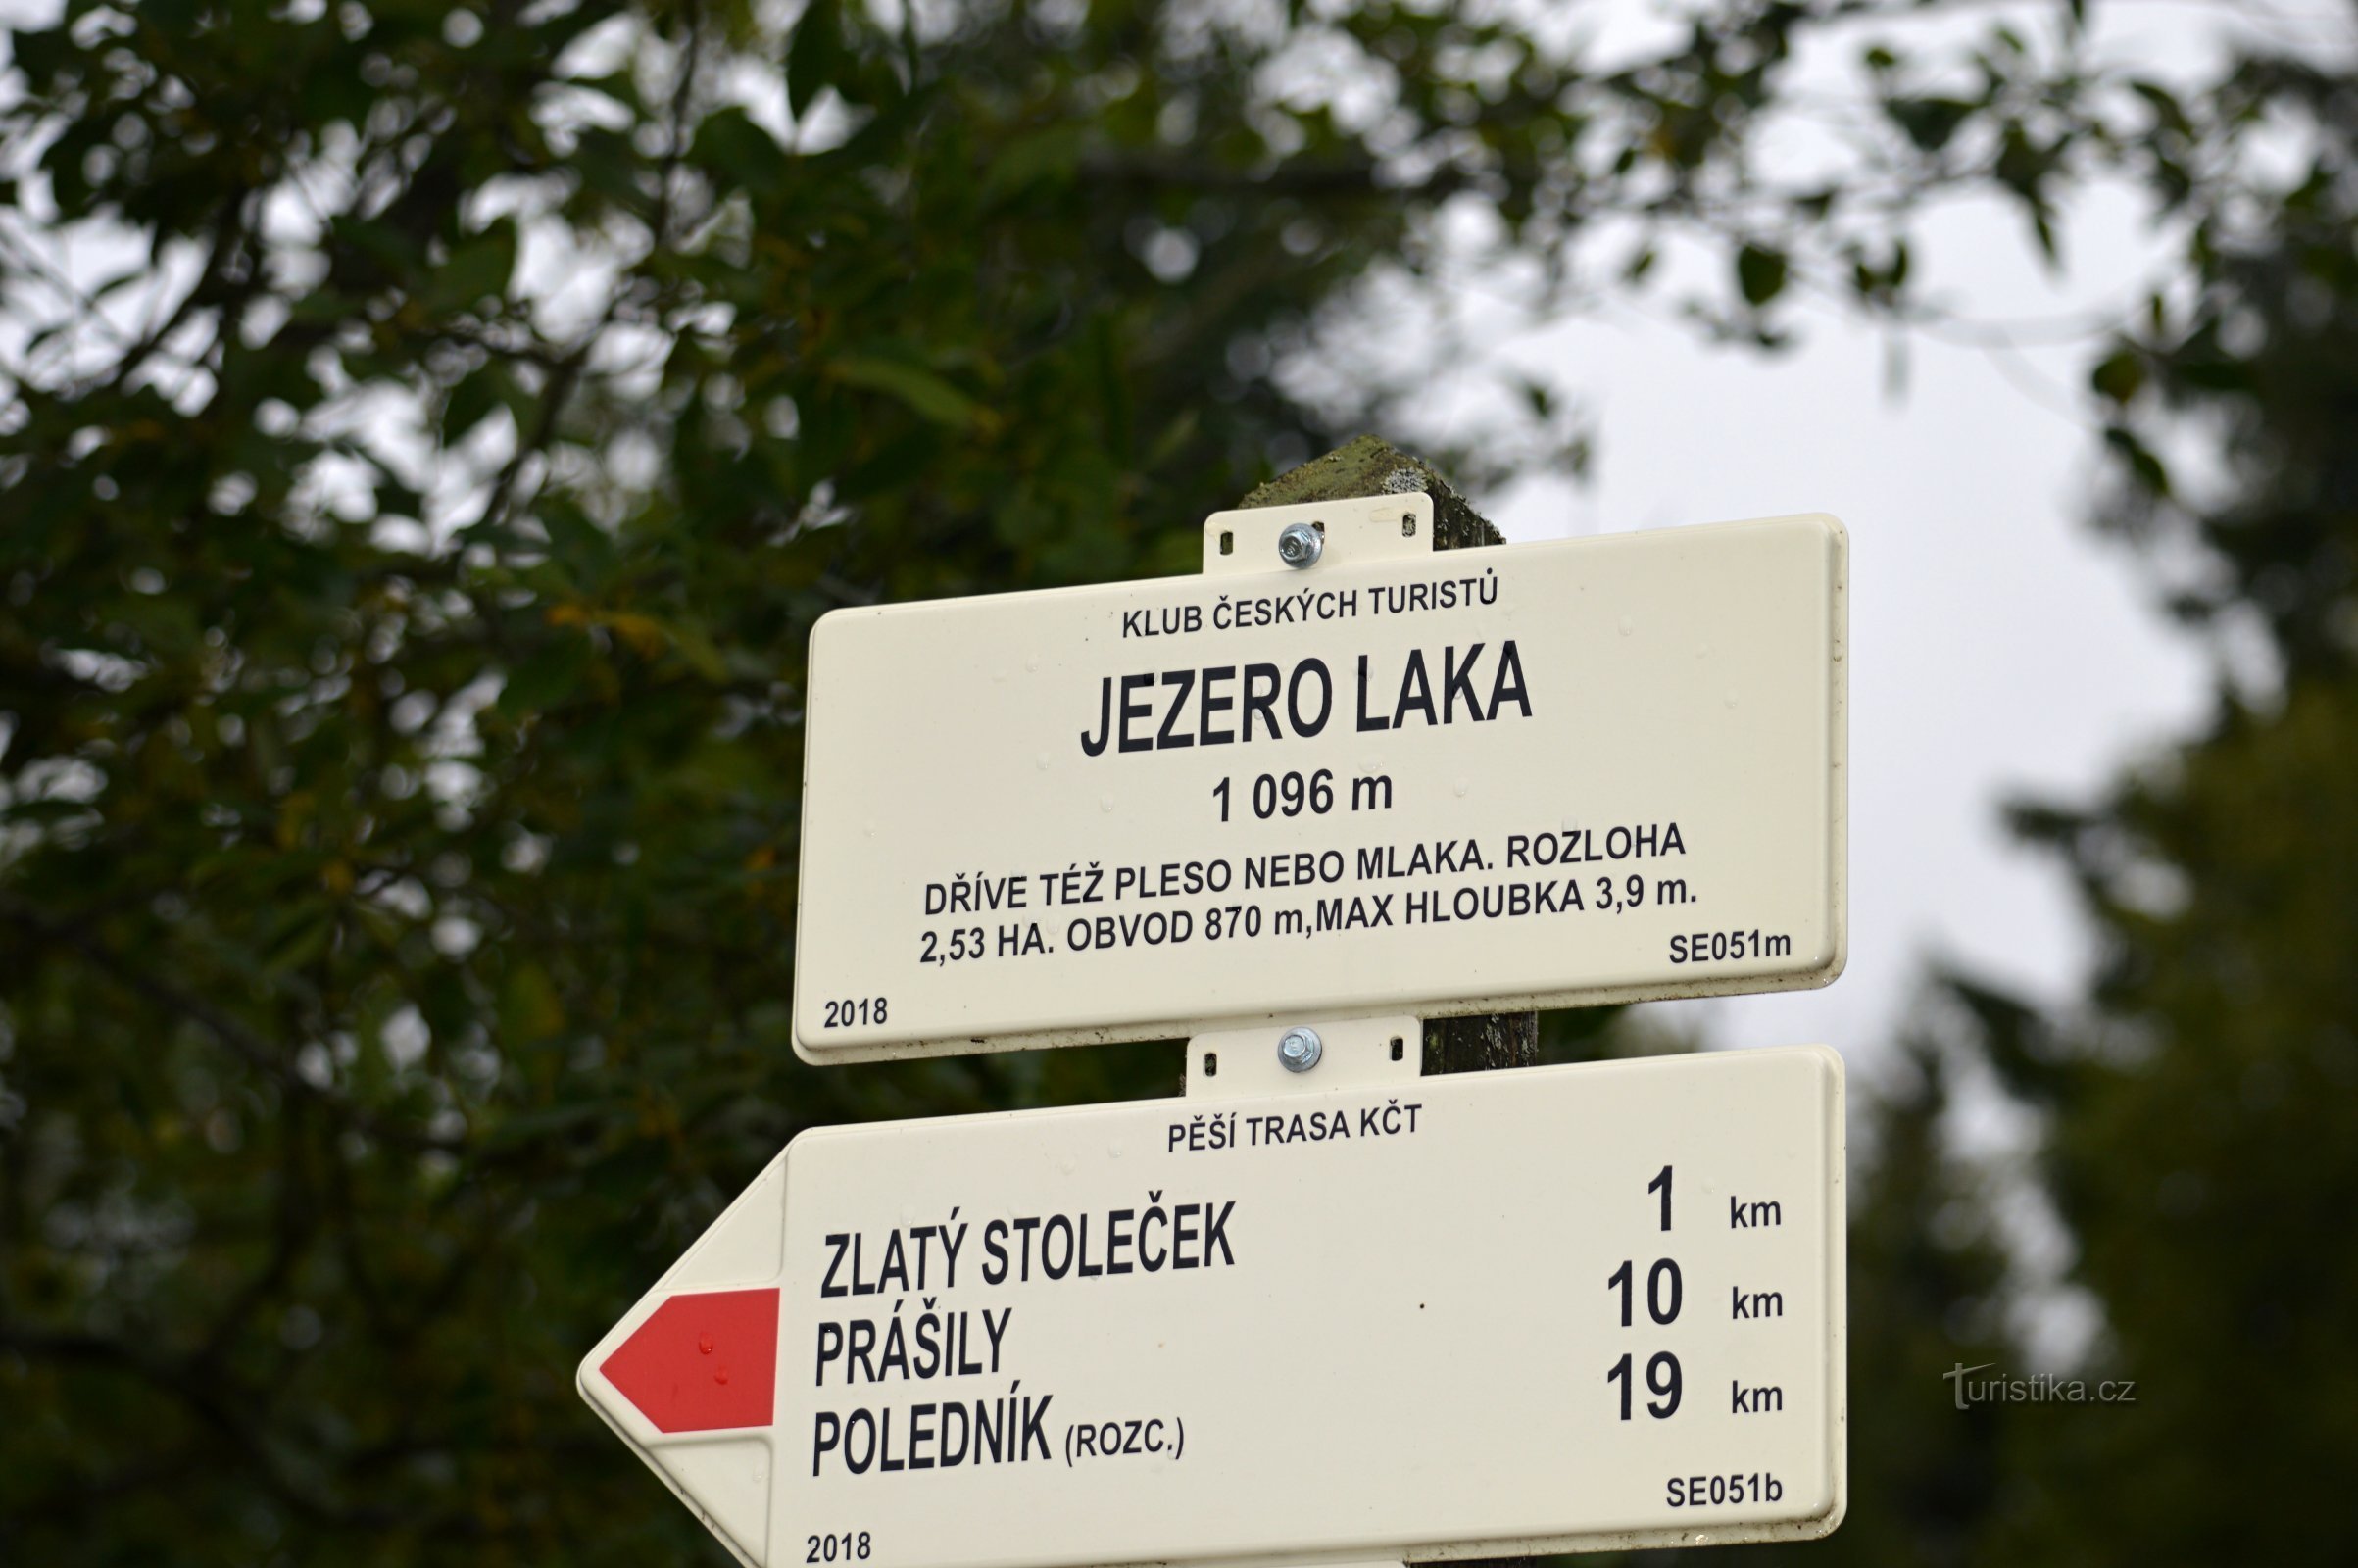 KLUB ČESKÝCH TURISTŮ
JEZERO LAKA
1 096 m
DŘÍVE TÉŽ PLESO NEBO MLAKA. ROZLOHA
2,53 HA. OBVOD 870 m,MAX HLOUBKA 3,9 m.
SE051m
2018
PĚŠÍ TRASA KČT
ZLATÝ STOLEČEK 1 km
PRÁŠILY 10 km
POLEDNÍK (ROZC.) 19 km
SE051b
2018
Turistika.cz